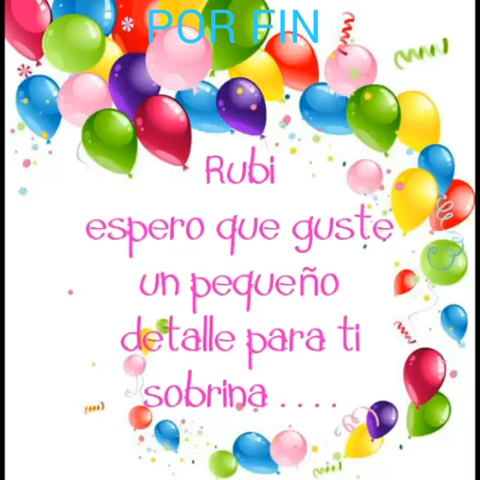 POR FIN
Rubi
espero que guste
un pequeño
detalle para ti
sobrina . . . .